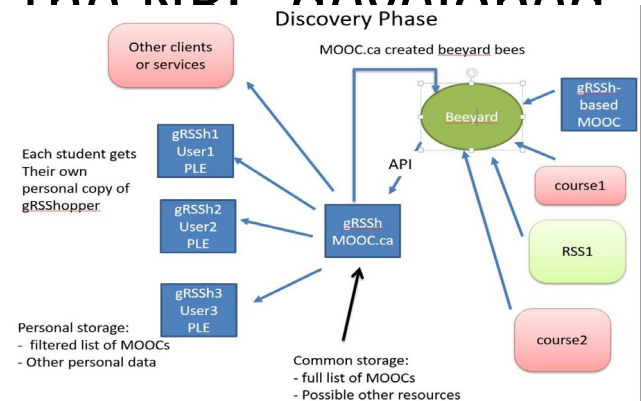 Discovery Phase
Other clients
or services
MOOC.ca created beeyard bees
Beeyard
gRSSh-
based
MOOC
gRSSh1
User1
PLE
API
Each student gets
Their own
personal copy of
gRSShopper
course1
gRSSh2
User2
PLE
gRSSh
MOOC.ca
RSS1
gRSSh3
User3
PLE
course2
Personal storage:
- filtered list of MOOCs
- Other personal data
Common storage:
- full list of MOOCs
- Possible other resources